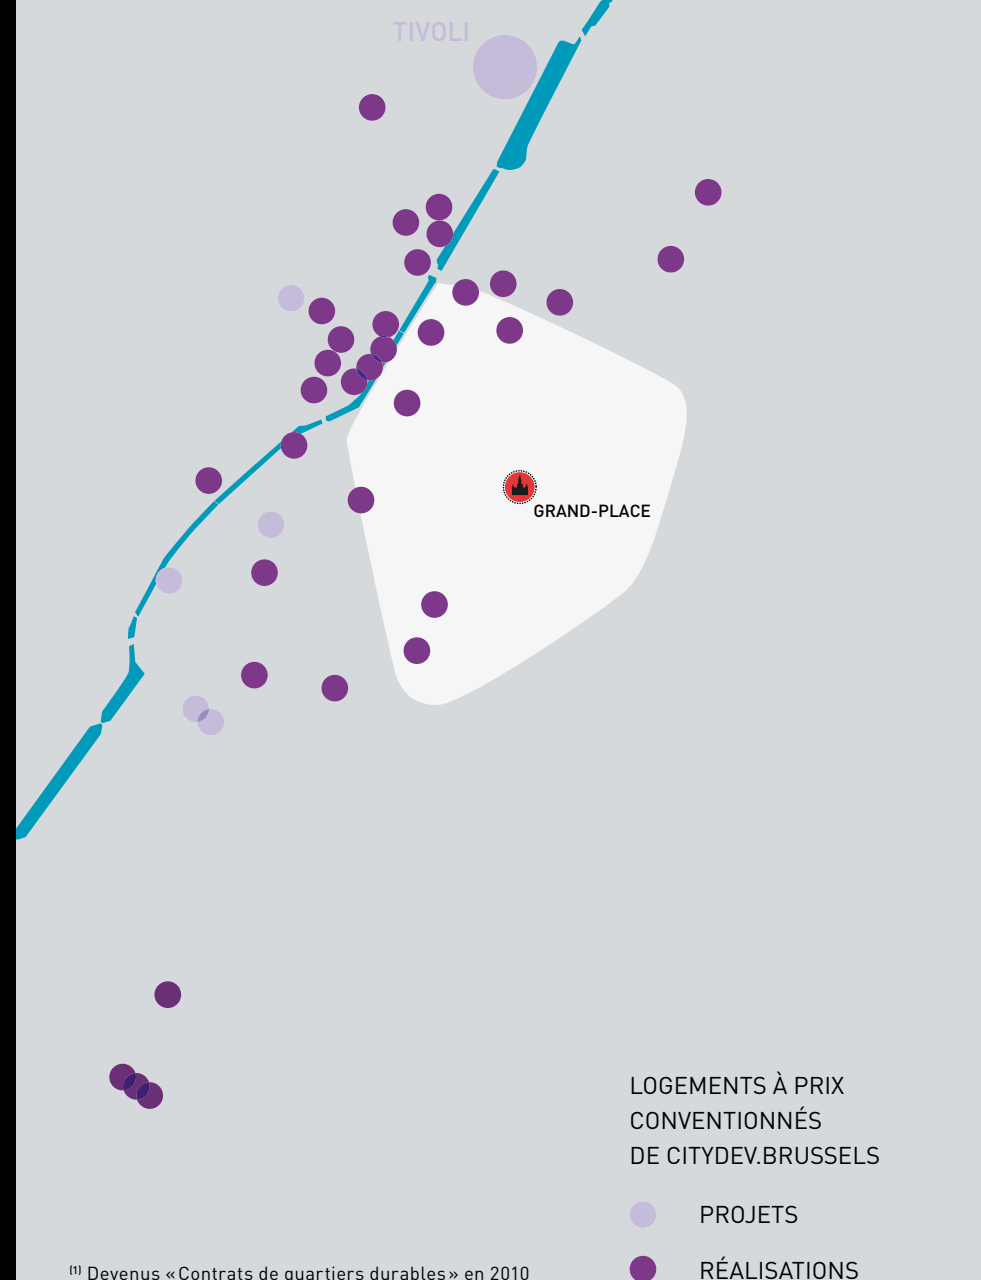 TIVOLI
GRAND-PLACE
LOGEMENTS À PRIX
CONVENTIONNÉS
DE CITYDEV.BRUSSELS
PROJETS
RÉALISATIONS
(1) Devenus «Contrats de quartiers durables» en 2010